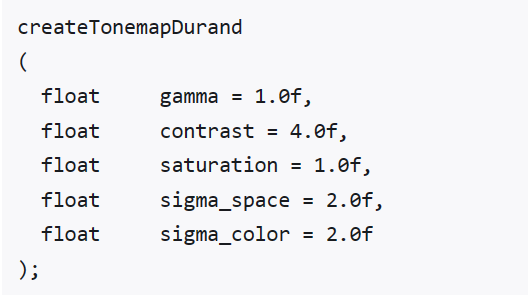 createTonemapDurand
(
  float     gamma = 1.0f,
  float     contrast = 4.0f,
  float     saturation = 1.0f,
  float     sigma_space = 2.0f,
  float     sigma_color = 2.0f
);